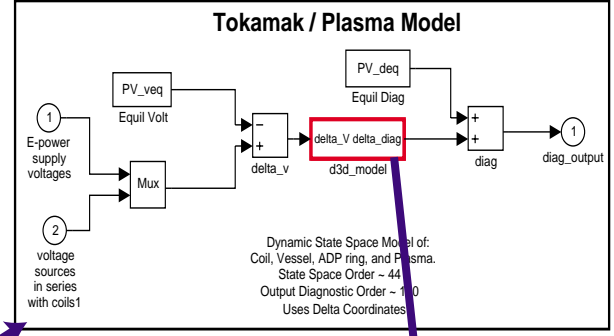 Tokamak / Plasma Model
PV_veq
Equil Volt
PV_deq
Equil Diag
1
E-power
supply
voltages
Mux
−
+
delta_v
delta_V delta_diag
d3d_model
+
+
diag
1
diag_output
2
voltage
sources
in series
with coils1
Dynamic State Space Model of:
Coil, Vessel, ADP ring, and Plasma.
State Space Order ~ 44
Output Diagnostic Order ~
Uses Delta Coordinates